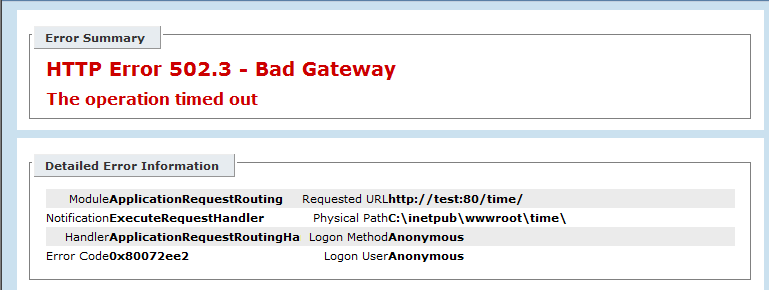 Error Summary
HTTP Error 502.3 - Bad Gateway
The operation timed out
Detailed Error Information
Module ApplicationRequestRouting Requested URL http://test:80/time/
Notification ExecuteRequestHandler Physical Path C:\inetpub\wwwroot\time\
Handler ApplicationRequestRoutingHa Logon Method Anonymous
Error Code 0x80072ee2 Logon User Anonymous